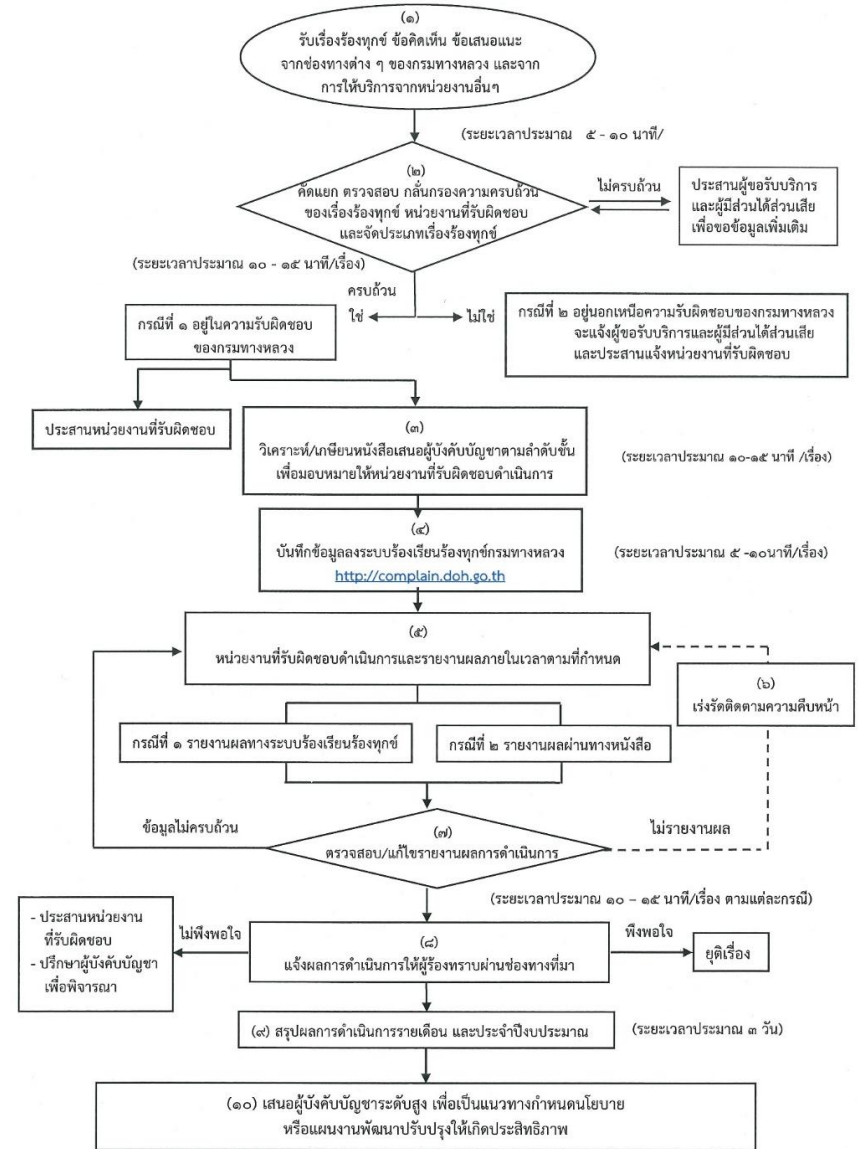 (๑)
รับเรื่องร้องทุกข์ ข้อคิดเห็น ข้อเสนอแนะ
จากช่องทางต่าง ๆ ของกรมทางหลวง และจาก
การให้บริการจากหน่วยงานอื่นๆ
(ระยะเวลาประมาณ ๕ - ๑๐ นาที/
(๒)
คัดแยก ตรวจสอบ กลั่นกรองความครบถ้วน
ของเรื่องร้องทุกข์ หน่วยงานที่รับผิดชอบ
และจัดประเภทเรื่องร้องทุกข์
ไม่ครบถ้วน
ประสานผู้ขอรับบริการ
และผู้มีส่วนได้ส่วนเสีย
เพื่อขอข้อมูลเพิ่มเติม
(ระยะเวลาประมาณ ๑๐ - ๑๕ นาที/เรื่อง)
ครบถ้วน
ใช่ ไม่ใช่
กรณีที่ ๑ อยู่ในความรับผิดชอบ
ของกรมทางหลวง
กรณีที่ ๒ อยู่นอกเหนือความรับผิดชอบของกรมทางหลวง
จะแจ้งผู้ขอรับบริการและผู้มีส่วนได้ส่วนเสีย
และประสานแจ้งหน่วยงานที่รับผิดชอบ
ประสานหน่วยงานที่รับผิดชอบ
(๓)
วิเคราะห์/เกษียนหนังสือเสนอผู้บังคับบัญชาตามลำดับชั้น
เพื่อมอบหมายให้หน่วยงานที่รับผิดชอบดำเนินการ
(ระยะเวลาประมาณ ๑๐-๑๕ นาที /เรื่อง)
(๔)
บันทึกข้อมูลลงระบบร้องเรียนร้องทุกข์กรมทางหลวง
http://complain.doh.go.th
(ระยะเวลาประมาณ ๕ -๑๐นาที/เรื่อง)
(๕)
หน่วยงานที่รับผิดชอบดำเนินการและรายงานผลภายในเวลาตามที่กำหนด
(๖)
เร่งรัดติดตามความคืบหน้า
กรณีที่ ๑ รายงานผลทางระบบร้องเรียนร้องทุกข์
กรณีที่ ๒ รายงานผลผ่านทางหนังสือ
ข้อมูลไม่ครบถ้วน
(๗)
ตรวจสอบ/แก้ไขรายงานผลการดำเนินการ
ไม่รายงานผล
(ระยะเวลาประมาณ ๑๐ – ๑๕ นาที/เรื่อง ตามแต่ละกรณี)
- ประสานหน่วยงาน
ที่รับผิดชอบ
- ปรึกษาผู้บังคับบัญชา
เพื่อพิจารณา
ไม่พึงพอใจ
(๘)
แจ้งผลการดำเนินการให้ผู้ร้องทราบผ่านช่องทางที่มา
พึงพอใจ
ยุติเรื่อง
(๙) สรุปผลการดำเนินการรายเดือน และประจำปีงบประมาณ
(ระยะเวลาประมาณ ๓ วัน)
(๑๐) เสนอผู้บังคับบัญชาระดับสูง เพื่อเป็นแนวทางกำหนดนโยบาย
หรือแผนงานพัฒนาปรับปรุงให้เกิดประสิทธิภาพ